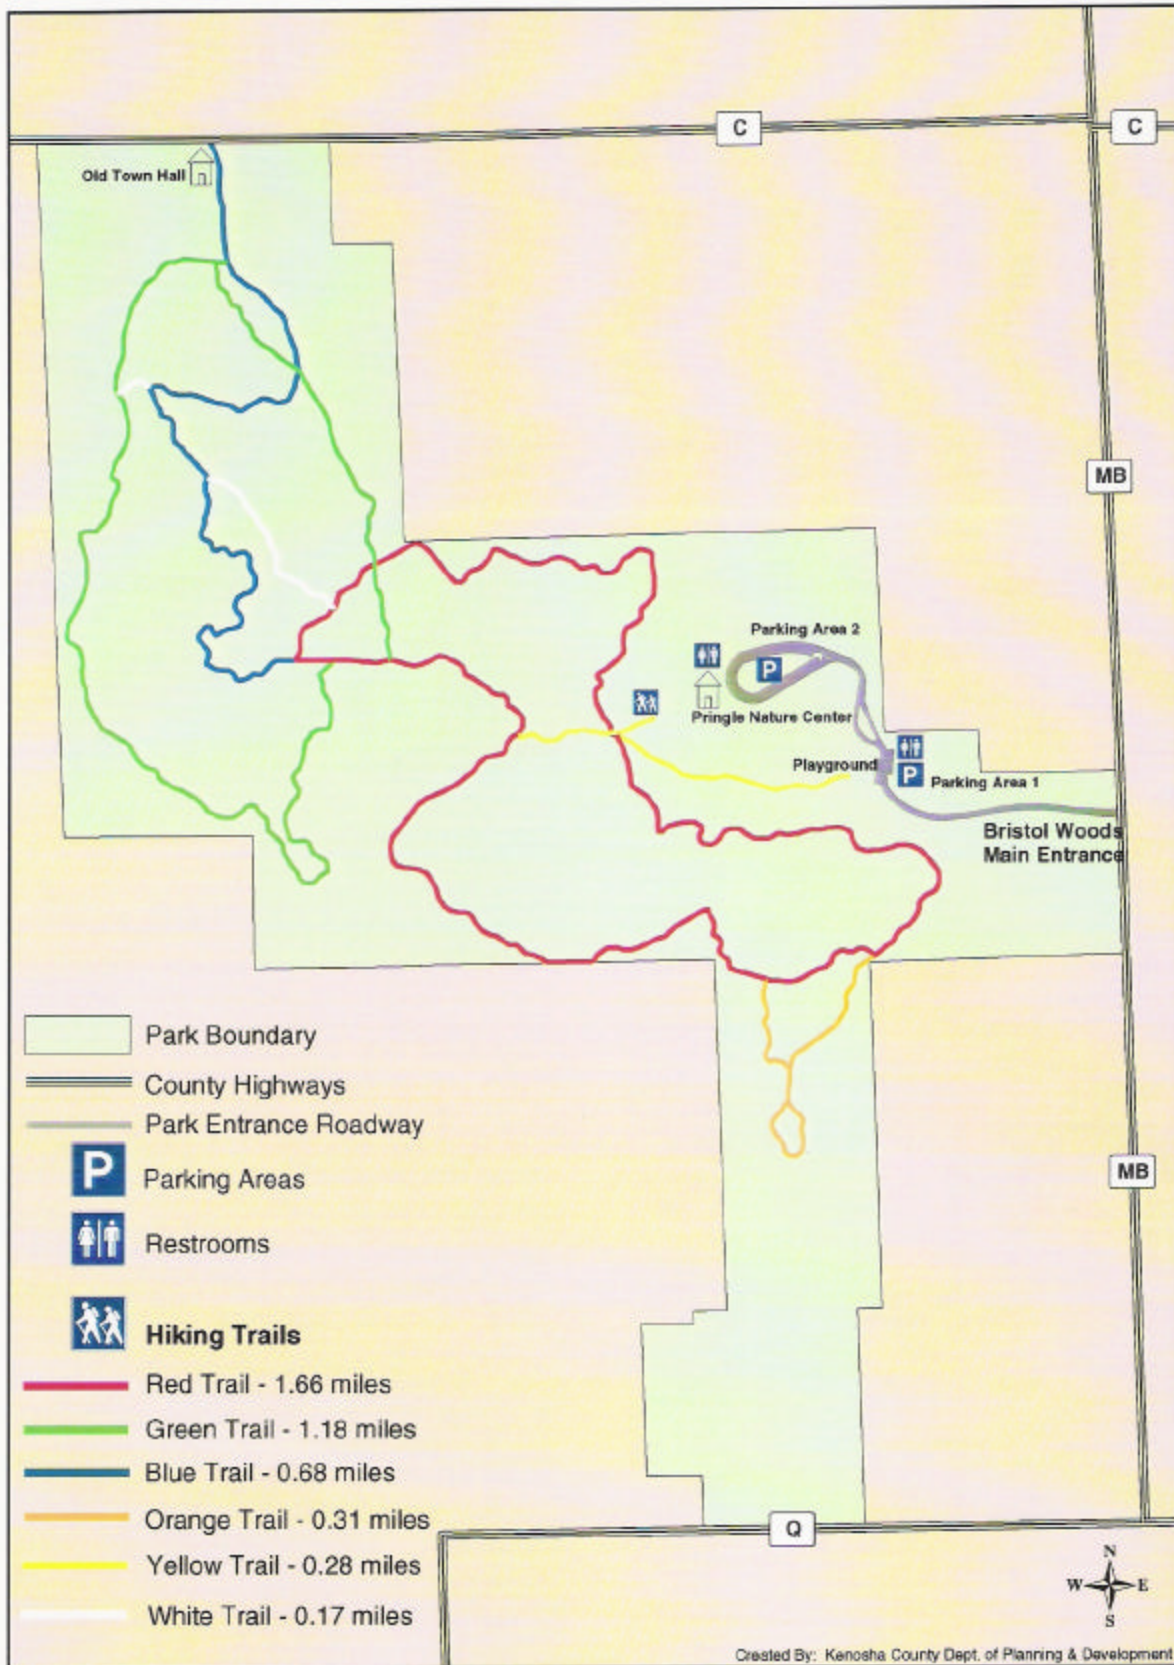 C
C
Old Town Hall
MB
Parking Area 2
P
Pringle Nature Center
Playground
P
Parking Area 1
Bristol Woods
Main Entrance
Park Boundary
County Highways
Park Entrance Roadway
P
Parking Areas
Restrooms
MB
Hiking Trails
Red Trail - 1.66 miles
Green Trail - 1.18 miles
Blue Trail - 0.68 miles
Orange Trail - 0.31 miles
Q
Yellow Trail - 0.28 miles
White Trail - 0.17 miles
N
W
E
S
Created By: Kenosha County Dept. of Planning & Development